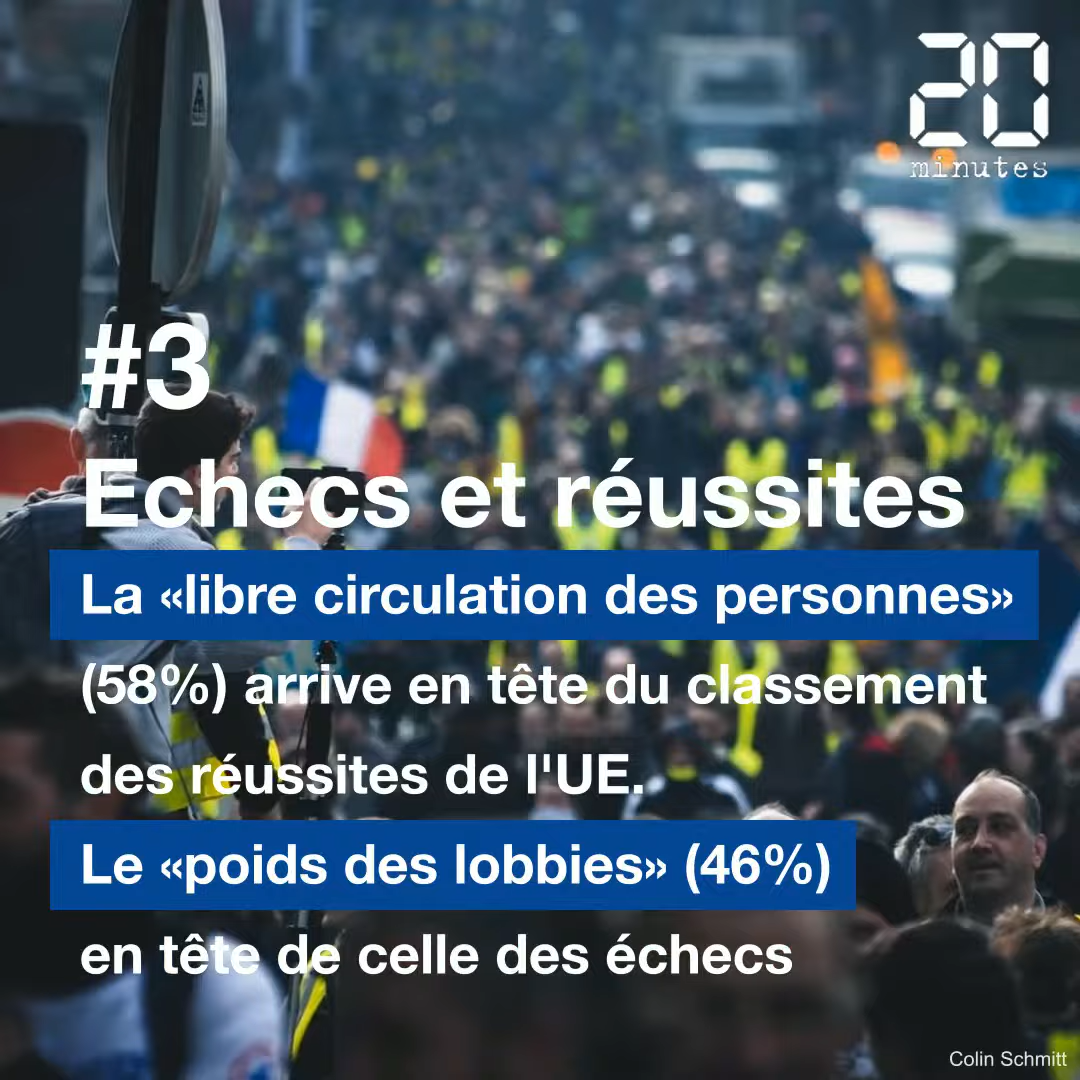 20
minutes
#3
Echecs et réussites
La «libre circulation des personnes»
(58%) arrive en tête du classement
des réussites de l'UE.
Le «poids des lobbies» (46%)
en tête de celle des échecs
Colin Schmitt